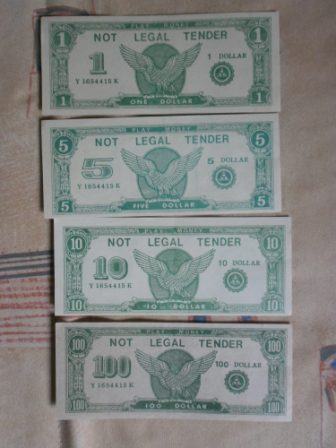 1 PLAY MONEY 1
NOT LEGAL TENDER
1 1 DOLLAR
Y 1654415 K
1 ONE DOLLAR 1
5 PLAY MONEY 5
NOT LEGAL TENDER
5 5 DOLLAR
Y 1654415 K
5 FIVE DOLLAR 5
10 PLAY MONEY 10
NOT LEGAL TENDER
10 10 DOLLAR
Y 1654415 K
10 10 DOLLAR 10
100 PLAY MONEY 100
NOT LEGAL TENDER
100 100 DOLLAR
Y 1654415 K
100 100 DOLLAR 100